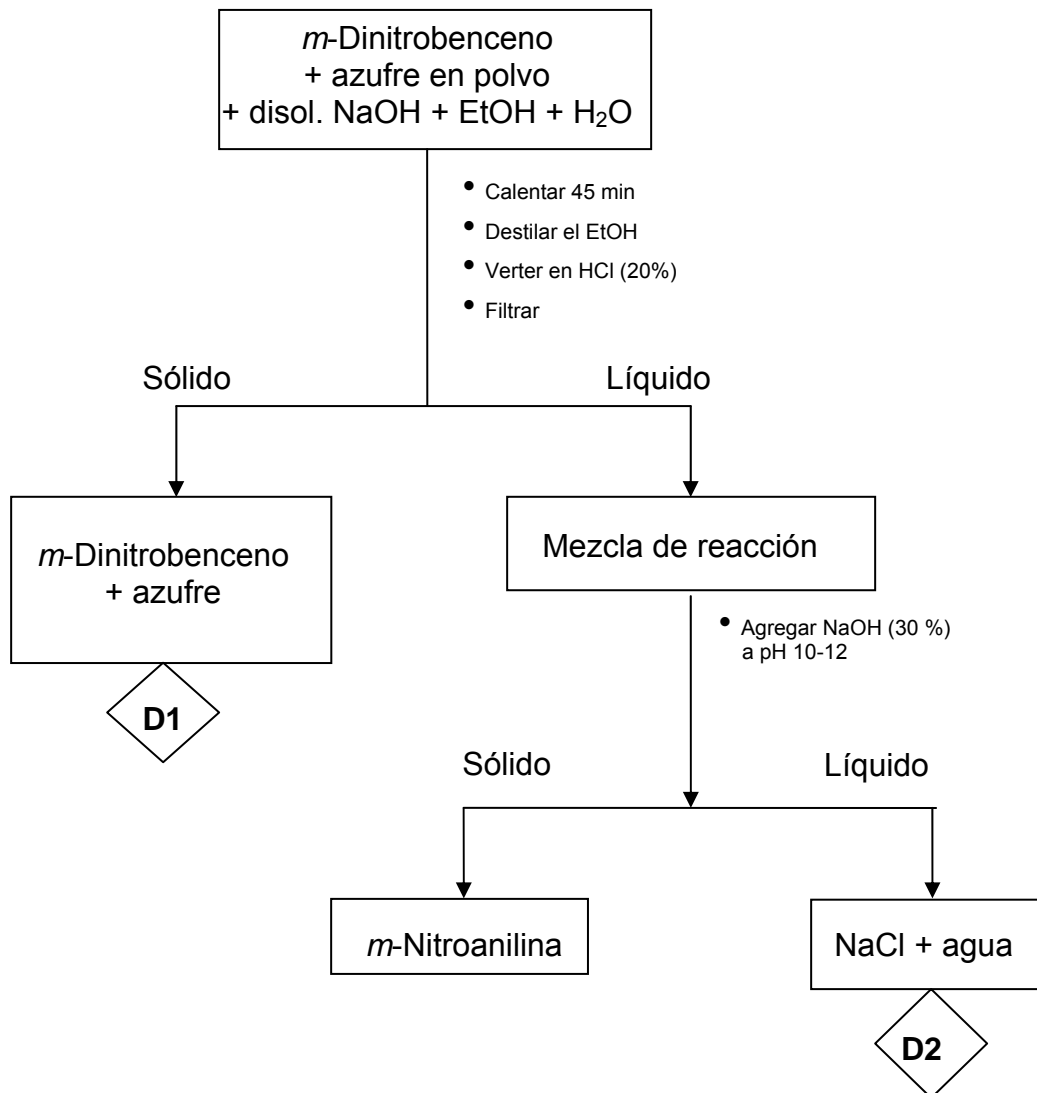 m-Dinitrobenceno
+ azufre en polvo
+ disol. NaOH + EtOH + H₂O
• Calentar 45 min
• Destilar el EtOH
• Verter en HCl (20%)
• Filtrar
Sólido
Líquido
m-Dinitrobenceno
+ azufre
Mezcla de reacción
• Agregar NaOH (30 %)
a pH 10-12
D1
Sólido
Líquido
m-Nitroanilina
NaCl + agua
D2